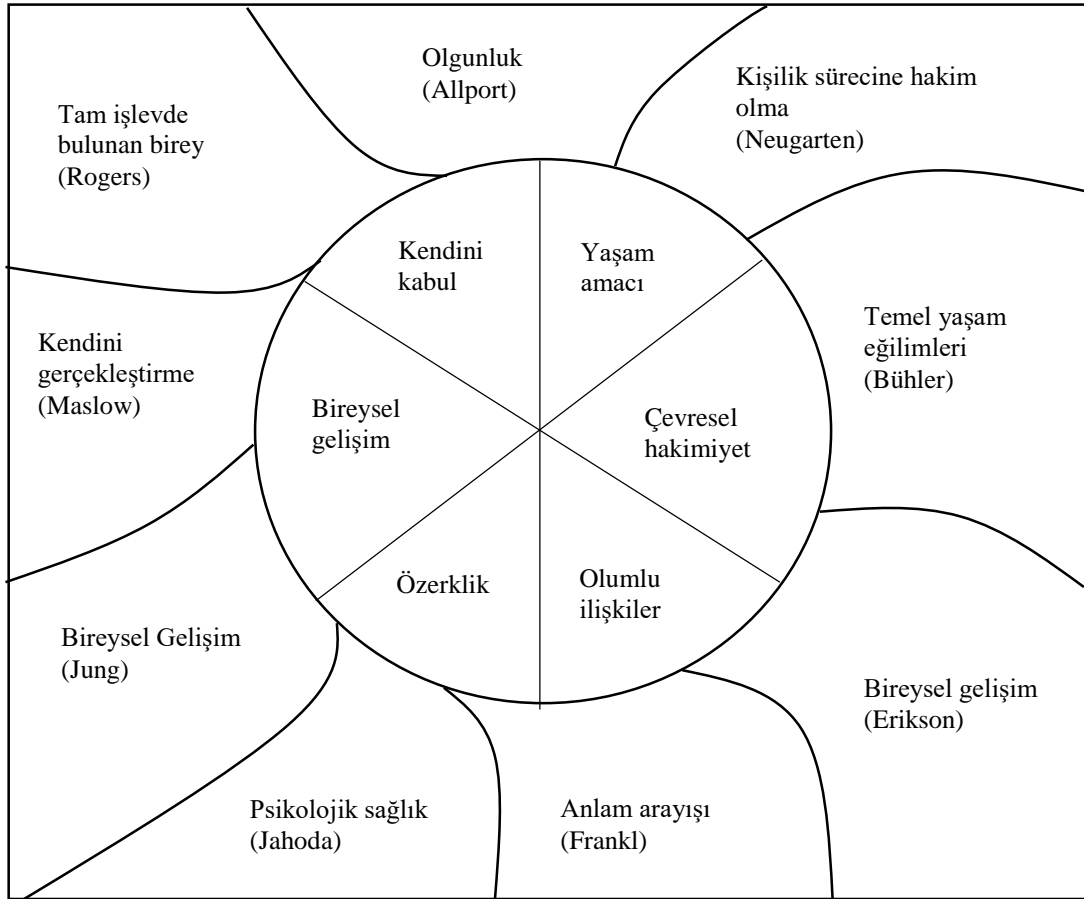 Olgunluk
(Allport)
Kişilik sürecine hakim
olma
(Neugarten)
Tam işlevde
bulunan birey
(Rogers)
Kendini
kabul
Yaşam
amacı
Temel yaşam
eğilimleri
(Bühler)
Kendini
gerçekleştirme
(Maslow)
Bireysel
gelişim
Çevresel
hakimiyet
Özerklik
Olumlu
ilişkiler
Bireysel Gelişim
(Jung)
Bireysel gelişim
(Erikson)
Psikolojik sağlık
(Jahoda)
Anlam arayışı
(Frankl)